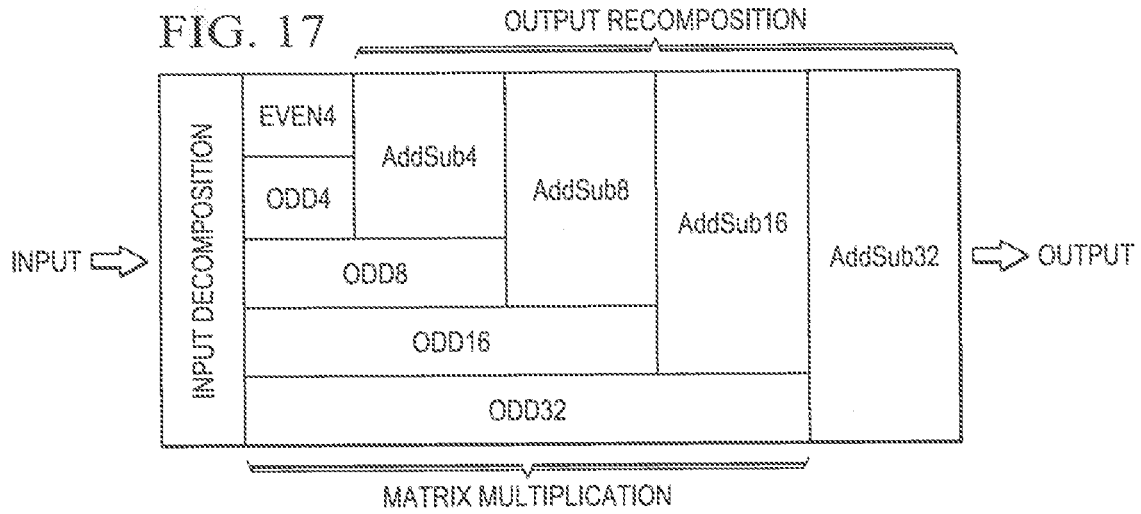 FIG. 17
OUTPUT RECOMPOSITION
INPUT
INPUT DECOMPOSITION
EVEN4
ODD4
AddSub4
ODD8
AddSub8
ODD16
AddSub16
ODD32
AddSub32
OUTPUT
MATRIX MULTIPLICATION